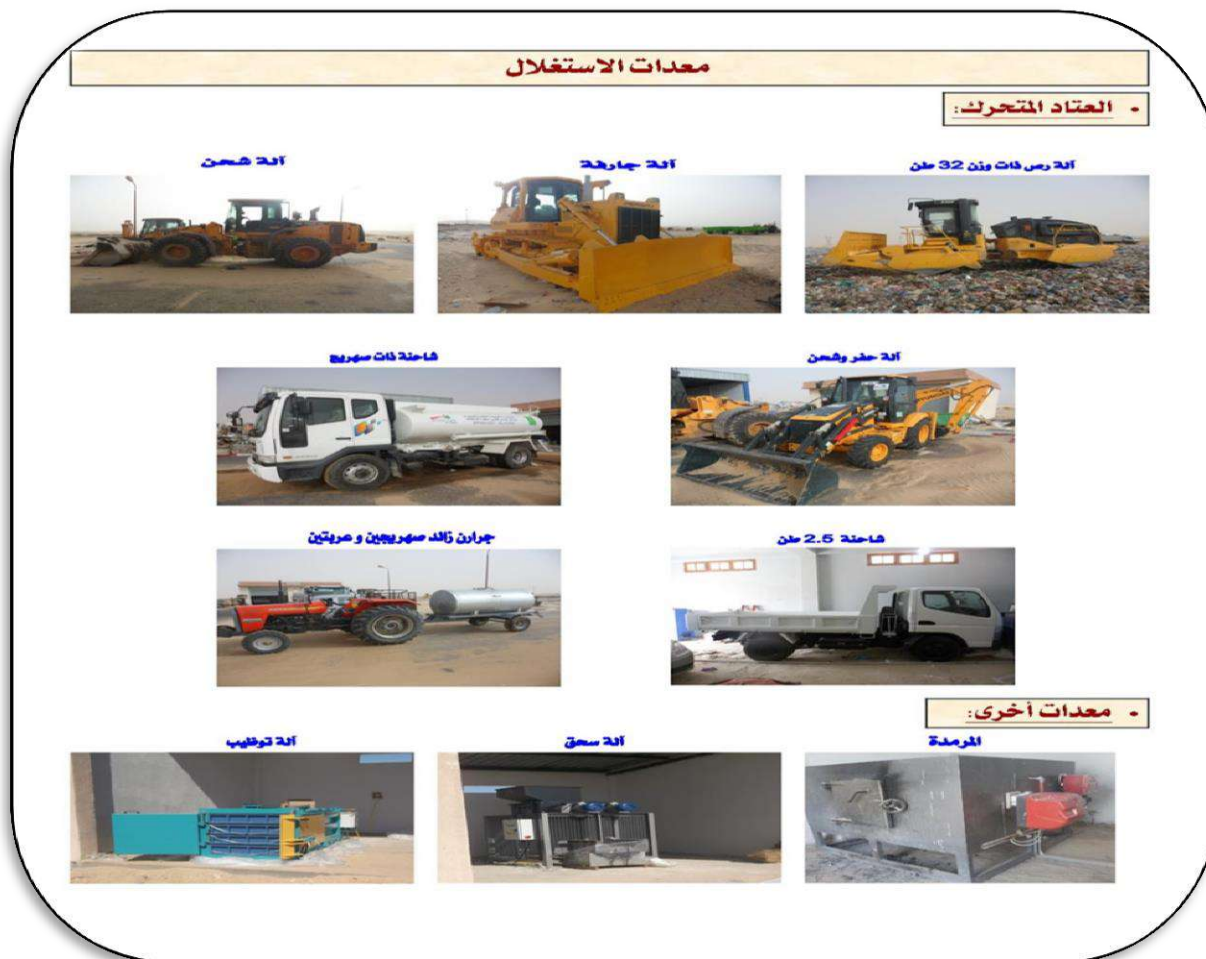 معدات الاستغلال
• العتاد المتحرك:
آلة رص ذات وزن 32 طن
آلة جارفة
آلة شحن
آلة حفر وشحن
شاحنة ذات صهريج
شاحنة 2.5 طن
جرارن زائد صهريجين و عربتين
• معدات أخرى:
المرمدة
آلة سحق
آلة توظيب